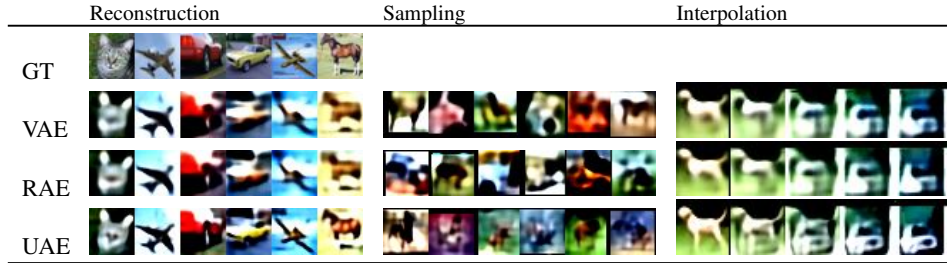 Reconstruction Sampling Interpolation
GT
VAE
RAE
UAE